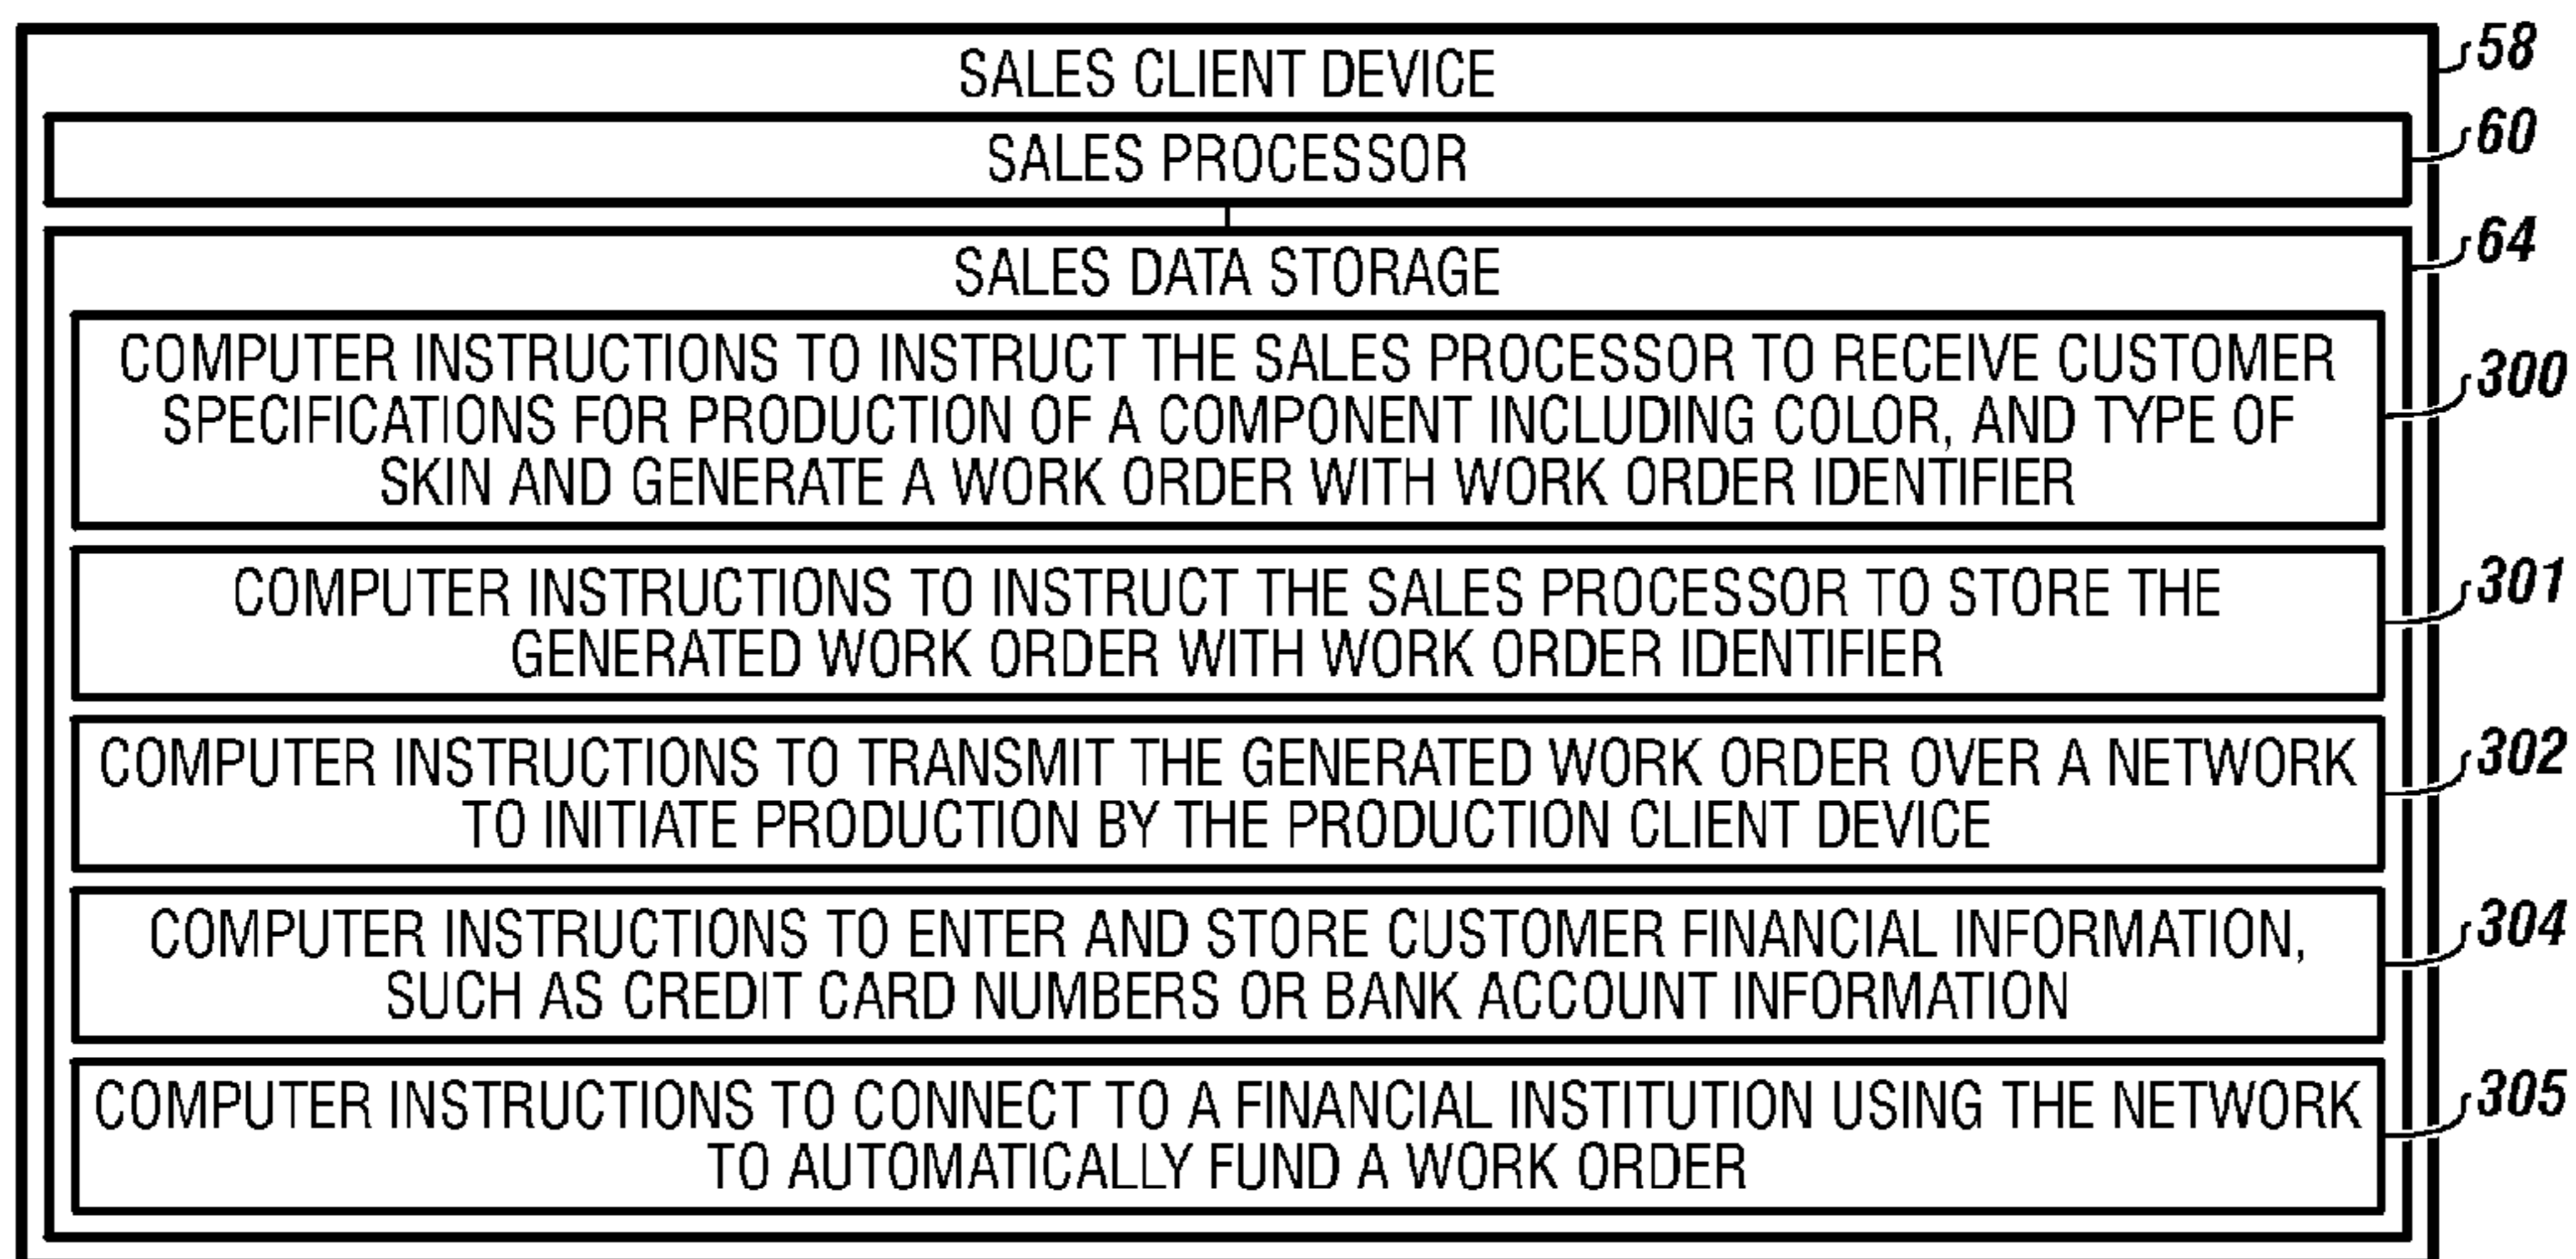 SALES CLIENT DEVICE
58
SALES PROCESSOR
60
SALES DATA STORAGE
64
COMPUTER INSTRUCTIONS TO INSTRUCT THE SALES PROCESSOR TO RECEIVE CUSTOMER
SPECIFICATIONS FOR PRODUCTION OF A COMPONENT INCLUDING COLOR, AND TYPE OF
SKIN AND GENERATE A WORK ORDER WITH WORK ORDER IDENTIFIER
300
COMPUTER INSTRUCTIONS TO INSTRUCT THE SALES PROCESSOR TO STORE THE
GENERATED WORK ORDER WITH WORK ORDER IDENTIFIER
301
COMPUTER INSTRUCTIONS TO TRANSMIT THE GENERATED WORK ORDER OVER A NETWORK
TO INITIATE PRODUCTION BY THE PRODUCTION CLIENT DEVICE
302
COMPUTER INSTRUCTIONS TO ENTER AND STORE CUSTOMER FINANCIAL INFORMATION,
SUCH AS CREDIT CARD NUMBERS OR BANK ACCOUNT INFORMATION
304
COMPUTER INSTRUCTIONS TO CONNECT TO A FINANCIAL INSTITUTION USING THE NETWORK
TO AUTOMATICALLY FUND A WORK ORDER
305